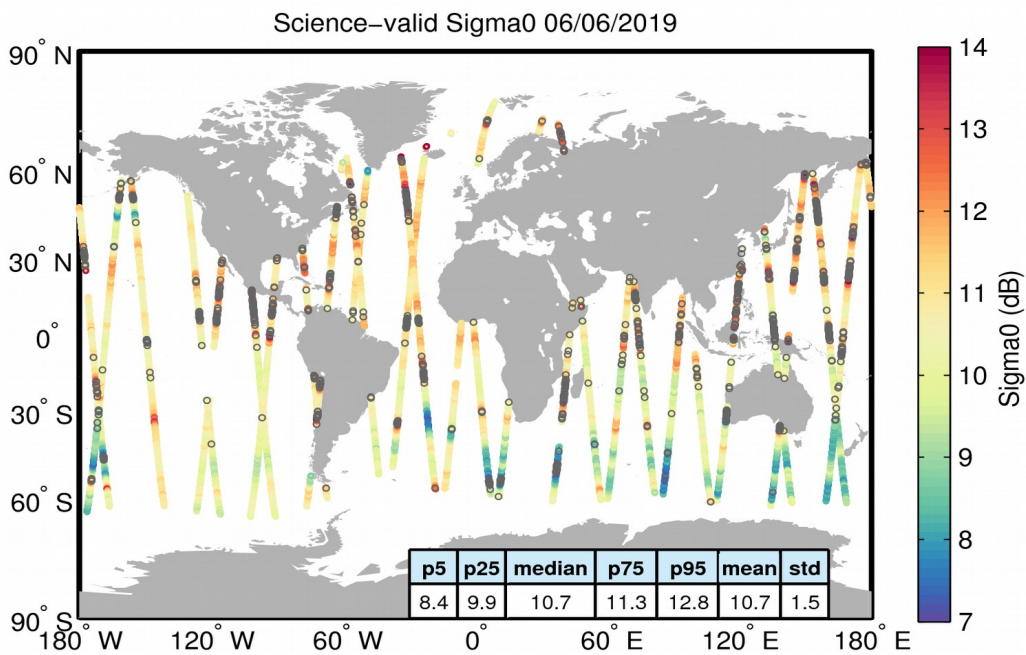 Science−valid Sigma0 06/06/2019
90° N
60° N
30° N
0°
30° S
60° S
90° S
180° W
120° W
60° W
0°
60° E
120° E
180° E
p5 p25 median p75 p95 mean std
8.4 9.9 10.7 11.3 12.8 10.7 1.5
14
13
12
11
10
9
8
7
Sigma0 (dB)